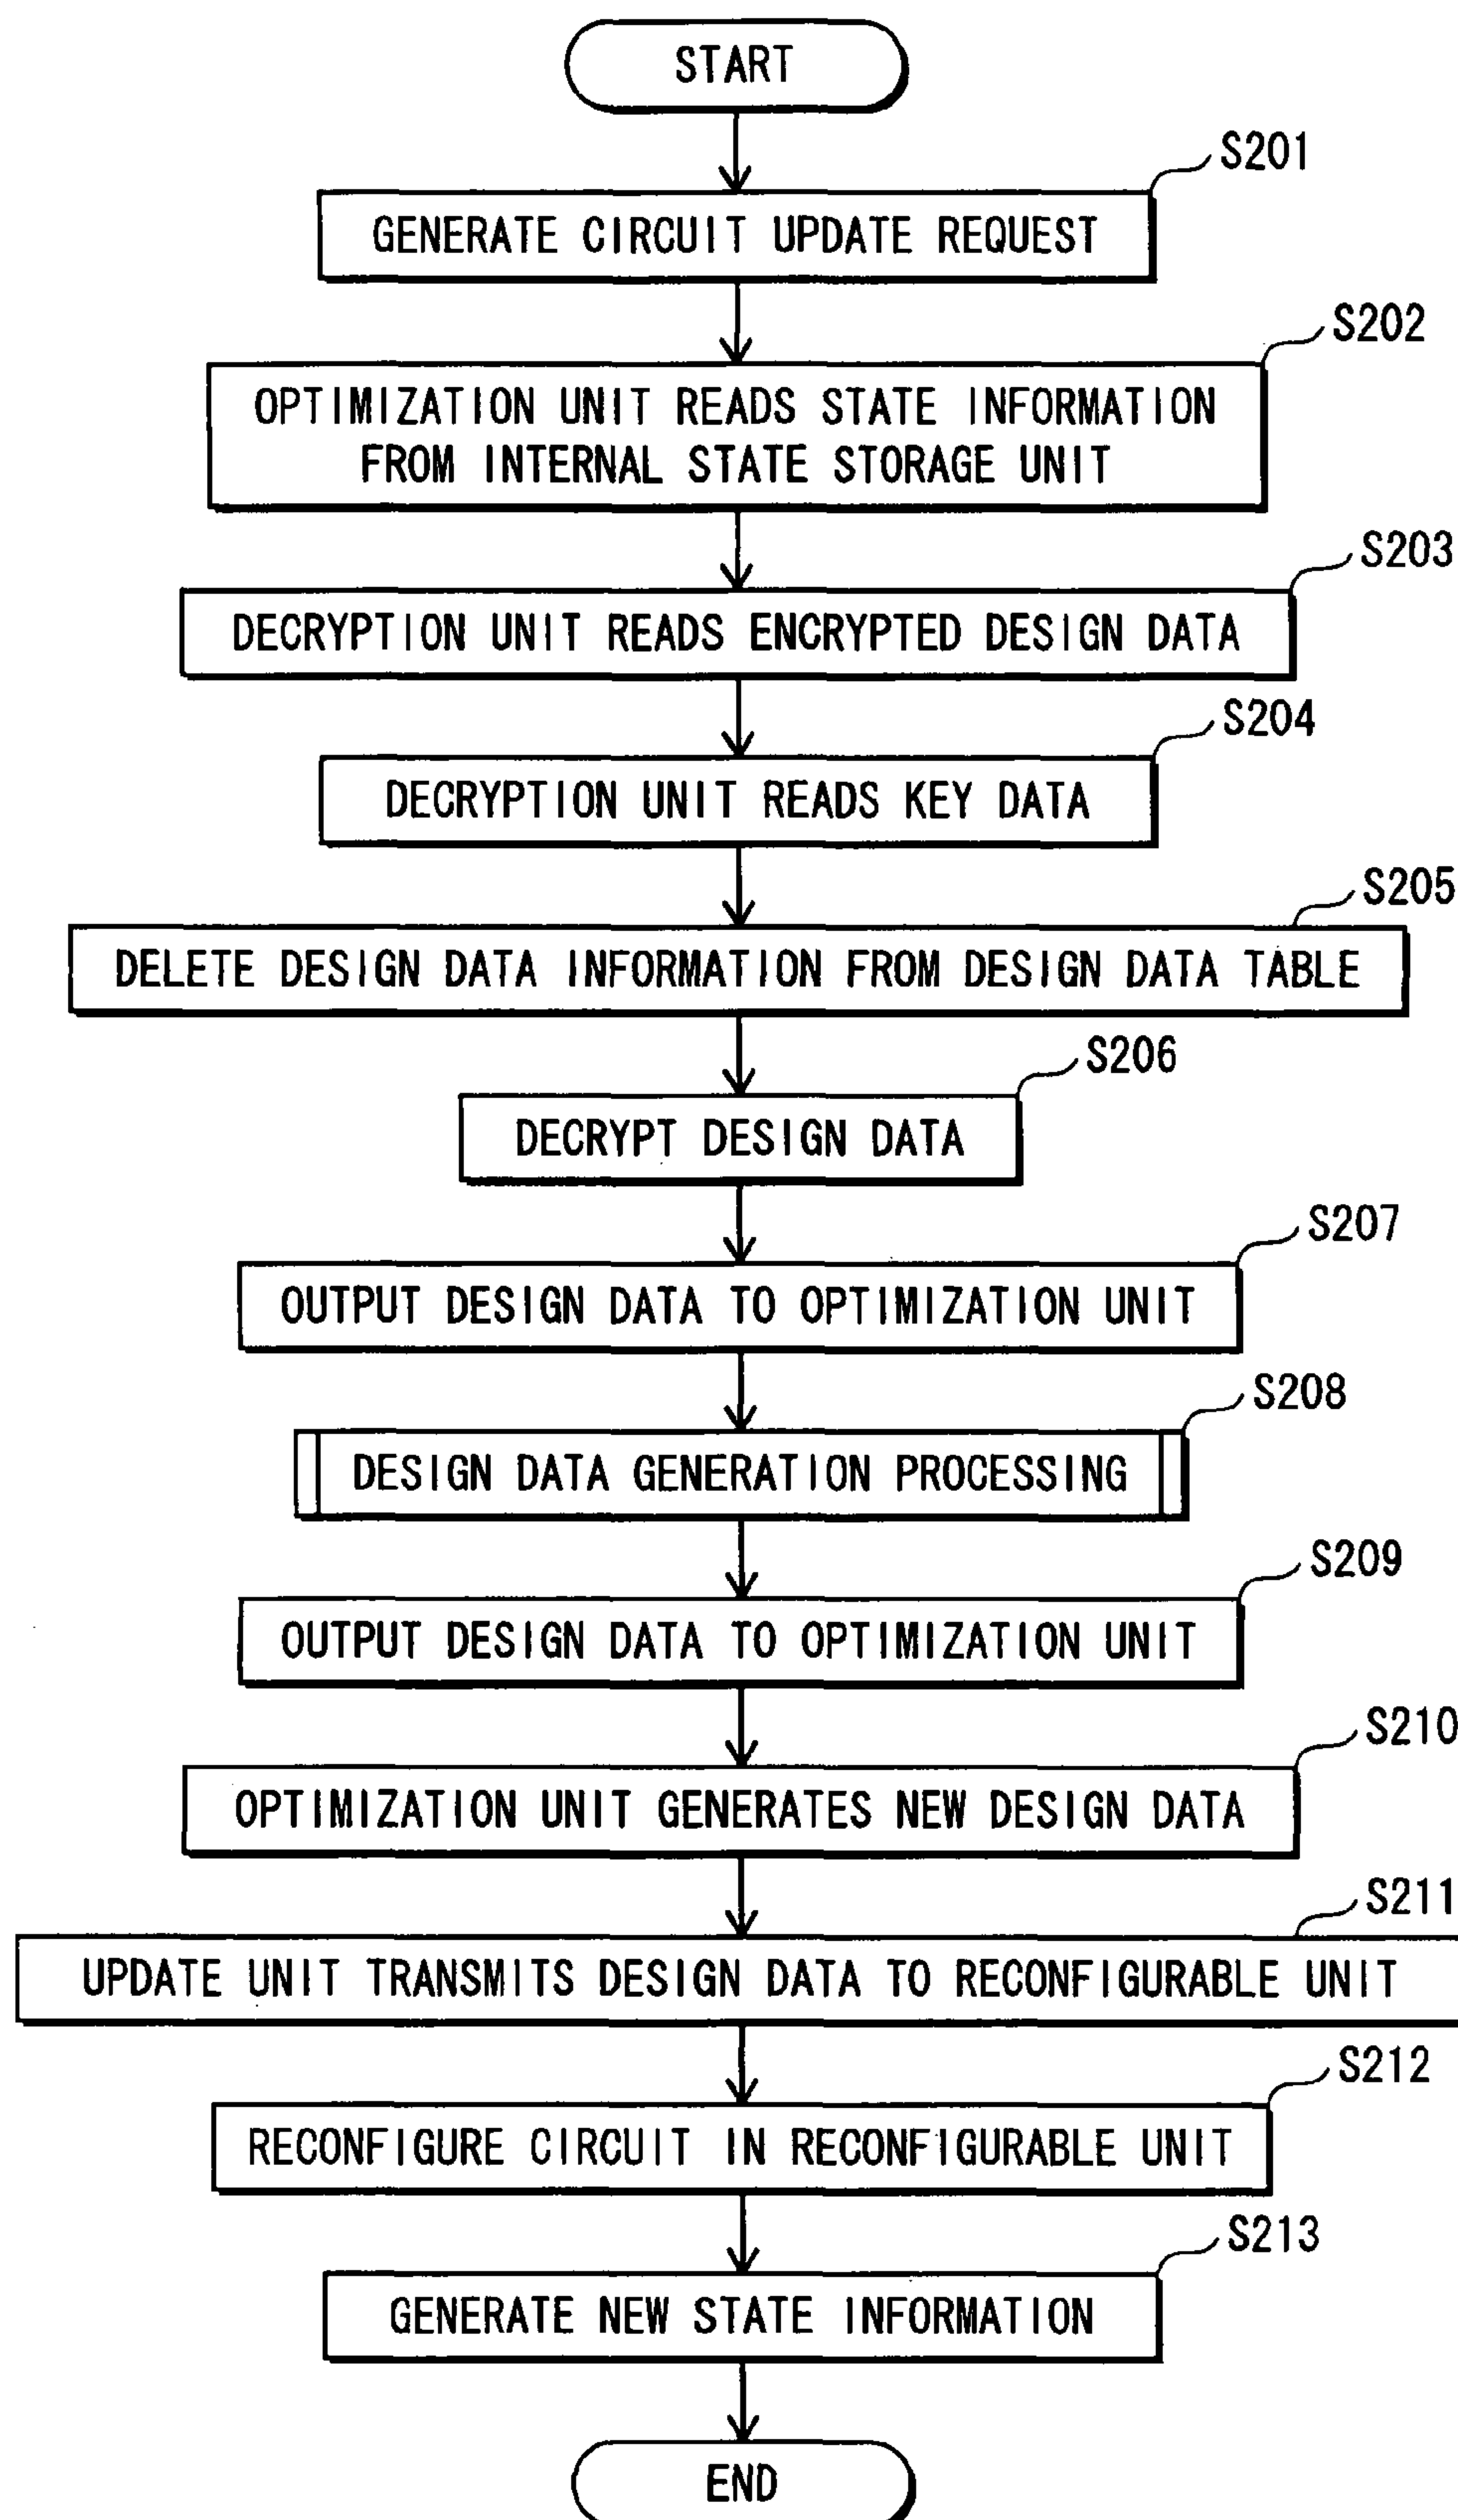 START
S201
GENERATE CIRCUIT UPDATE REQUEST
S202
OPTIMIZATION UNIT READS STATE INFORMATION
FROM INTERNAL STATE STORAGE UNIT
S203
DECRYPTION UNIT READS ENCRYPTED DESIGN DATA
S204
DECRYPTION UNIT READS KEY DATA
S205
DELETE DESIGN DATA INFORMATION FROM DESIGN DATA TABLE
S206
DECRYPT DESIGN DATA
S207
OUTPUT DESIGN DATA TO OPTIMIZATION UNIT
S208
DESIGN DATA GENERATION PROCESSING
S209
OUTPUT DESIGN DATA TO OPTIMIZATION UNIT
S210
OPTIMIZATION UNIT GENERATES NEW DESIGN DATA
S211
UPDATE UNIT TRANSMITS DESIGN DATA TO RECONFIGURABLE UNIT
S212
RECONFIGURE CIRCUIT IN RECONFIGURABLE UNIT
S213
GENERATE NEW STATE INFORMATION
END